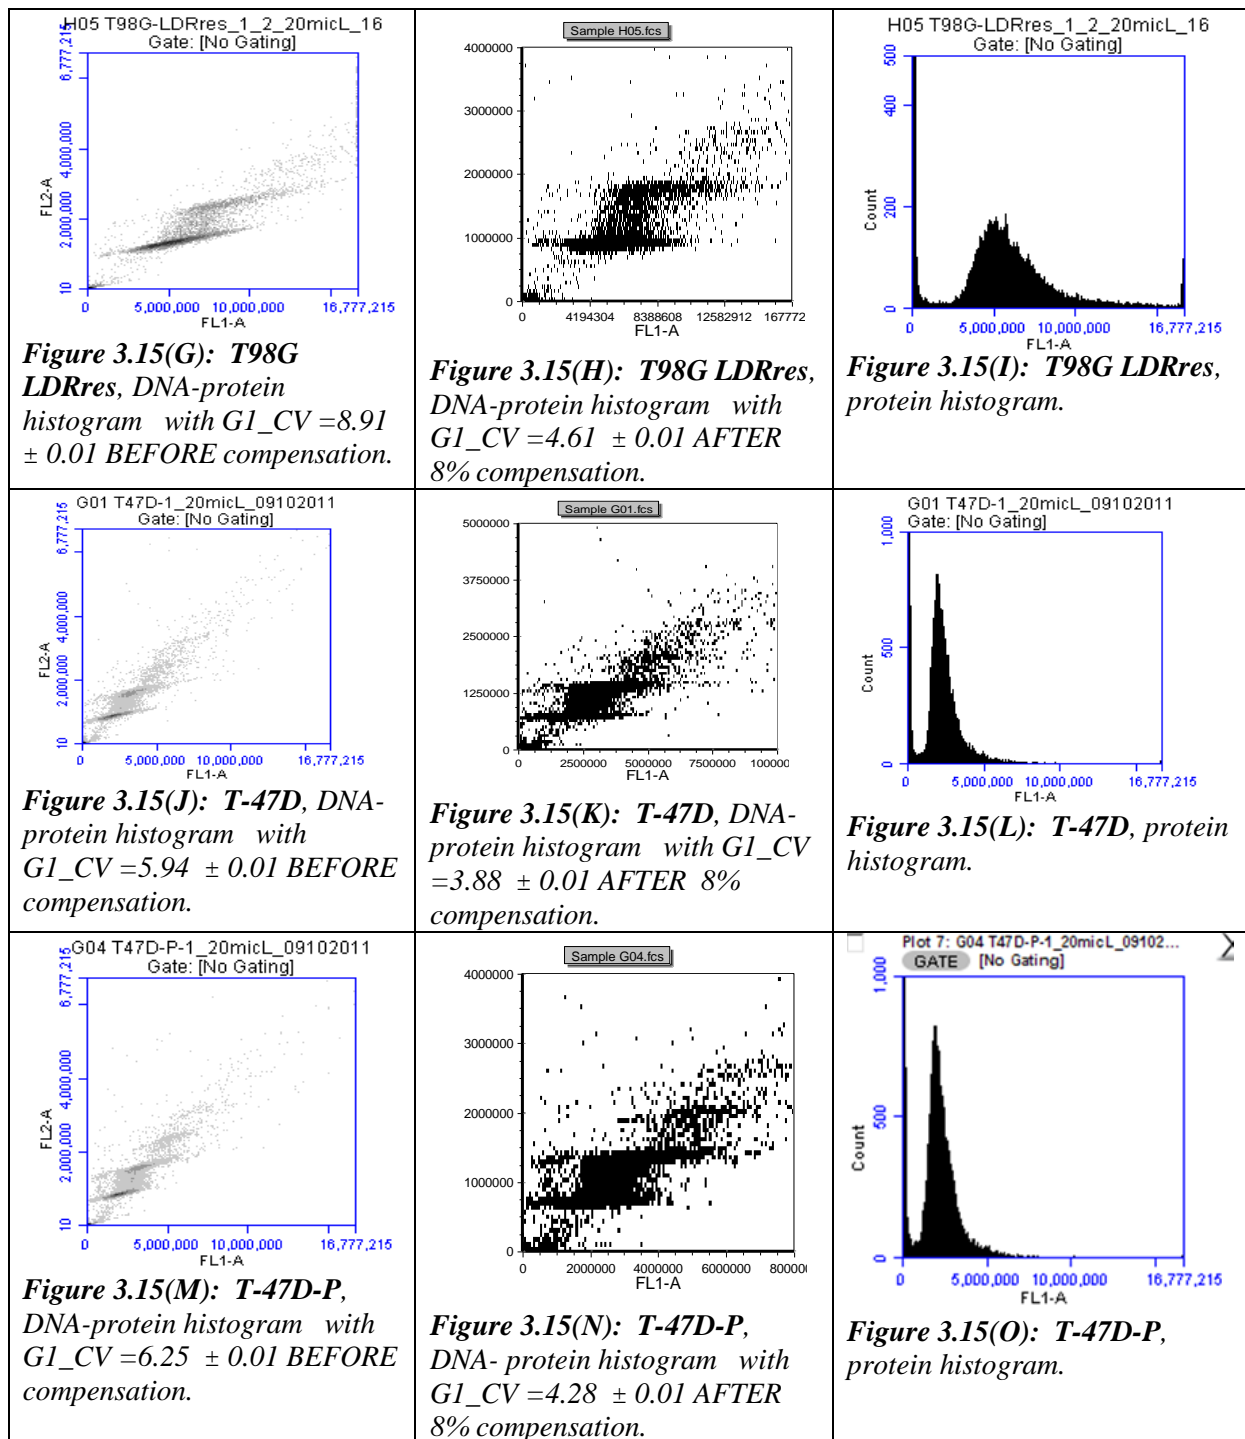 H05 T98G-LDRres_1_2_20micL_16
Gate: [No Gating]
FL2-A
6,777,215
4,000,000
2,000,000
10
0 5,000,000 10,000,000 16,777,215
FL1-A
Figure 3.15(G): T98G
LDRres, DNA-protein
histogram with G1_CV =8.91
± 0.01 BEFORE compensation.
Sample H05.fcs
4000000
3000000
2000000
1000000
0
0 4194304 8388608 12582912 167772
FL1-A
Figure 3.15(H): T98G LDRres,
DNA-protein histogram with
G1_CV =4.61 ± 0.01 AFTER
8% compensation.
H05 T98G-LDRres_1_2_20micL_16
Gate: [No Gating]
Count
500
400
200
0
0 5,000,000 10,000,000 16,777,215
FL1-A
Figure 3.15(I): T98G LDRres,
protein histogram.
G01 T47D-1_20micL_09102011
Gate: [No Gating]
FL2-A
6,777,215
4,000,000
2,000,000
10
0 5,000,000 10,000,000 16,777,215
FL1-A
Figure 3.15(J): T-47D, DNA-
protein histogram with
G1_CV =5.94 ± 0.01 BEFORE
compensation.
Sample G01.fcs
5000000
3750000
2500000
1250000
0
0 2500000 5000000 7500000 100000
FL1-A
Figure 3.15(K): T-47D, DNA-
protein histogram with G1_CV
=3.88 ± 0.01 AFTER 8%
compensation.
G01 T47D-1_20micL_09102011
Gate: [No Gating]
Count
1,000
500
0
0 5,000,000 10,000,000 16,777,215
FL1-A
Figure 3.15(L): T-47D, protein
histogram.
G04 T47D-P-1_20micL_09102011
Gate: [No Gating]
FL2-A
6,777,215
4,000,000
2,000,000
10
0 5,000,000 10,000,000 16,777,215
FL1-A
Figure 3.15(M): T-47D-P,
DNA-protein histogram with
G1_CV =6.25 ± 0.01 BEFORE
compensation.
Sample G04.fcs
4000000
3000000
2000000
1000000
0
0 2000000 4000000 6000000 800000
FL1-A
Figure 3.15(N): T-47D-P,
DNA- protein histogram with
G1_CV =4.28 ± 0.01 AFTER
8% compensation.
Plot 7: G04 T47D-P-1_20micL_09102...
GATE [No Gating]
Count
1,000
500
0
0 5,000,000 10,000,000 16,777,215
FL1-A
Figure 3.15(O): T-47D-P,
protein histogram.